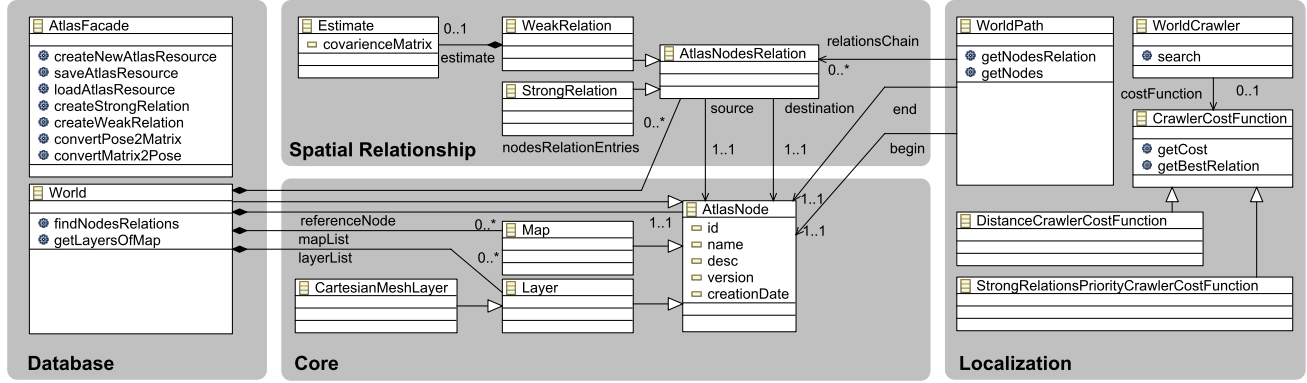 AtlasFacade
createNewAtlasResource
saveAtlasResource
loadAtlasResource
createStrongRelation
createWeakRelation
convertPose2Matrix
convertMatrix2Pose
World
findNodesRelations
getLayersOfMap
Database
Estimate
covarienceMatrix
0..1
estimate
WeakRelation
StrongRelation
AtlasNodesRelation
relationsChain
0..*
0..*
nodesRelationEntries
source
destination
1..1
1..1
Spatial Relationship
referenceNode
1..1
mapList
0..*
layerList
0..*
Map
CartesianMeshLayer
Layer
AtlasNode
id
name
desc
version
creationDate
1..1
1..1
Core
WorldPath
getNodesRelation
getNodes
end
begin
WorldCrawler
search
costFunction
0..1
CrawlerCostFunction
getCost
getBestRelation
DistanceCrawlerCostFunction
StrongRelationsPriorityCrawlerCostFunction
Localization